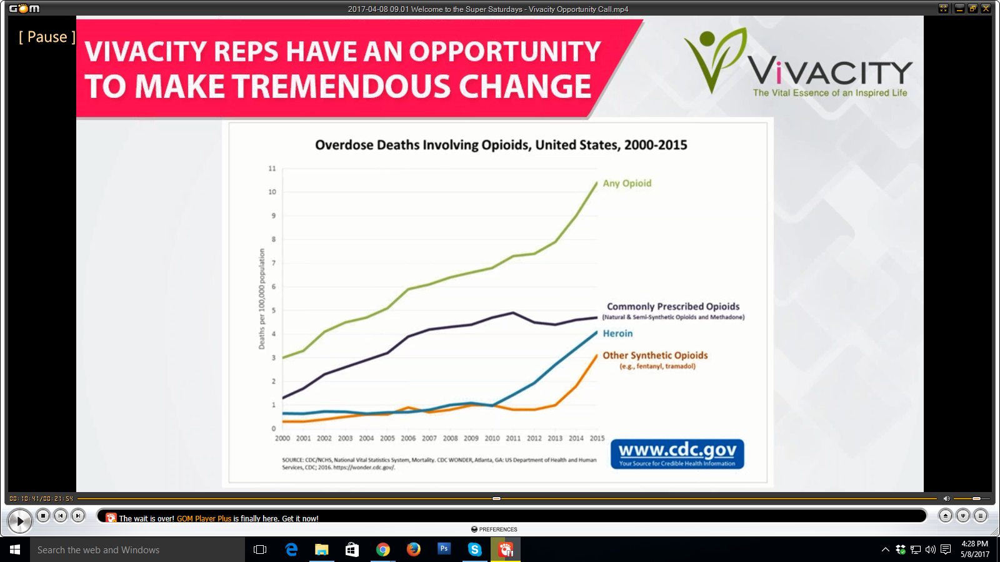 GOM
2017-04-08 09.01 Welcome to the Super Saturdays - Vivacity Opportunity Call.mp4
[ Pause ]
VIVACITY REPS HAVE AN OPPORTUNITY
TO MAKE TREMENDOUS CHANGE
ViVACITY
The Vital Essence of an Inspired Life
Overdose Deaths Involving Opioids, United States, 2000-2015
Deaths per 100,000 population
11
10
9
8
7
6
5
4
3
2
1
0
Any Opioid
Commonly Prescribed Opioids
(Natural & Semi-Synthetic Opioids and Methadone)
Heroin
Other Synthetic Opioids
(e.g., fentanyl, tramadol)
2000 2001 2002 2003 2004 2005 2006 2007 2008 2009 2010 2011 2012 2013 2014 2015
SOURCE: CDC/NCHS, National Vital Statistics System, Mortality. CDC WONDER, Atlanta, GA: US Department of Health and Human
Services, CDC; 2016. https://wonder.cdc.gov/.
www.cdc.gov
Your Source for Credible Health Information
00:10:41/00:21:54
The wait is over! GOM Player Plus is finally here. Get it now!
PREFERENCES
Search the web and Windows
Ps
4:28 PM
5/8/2017